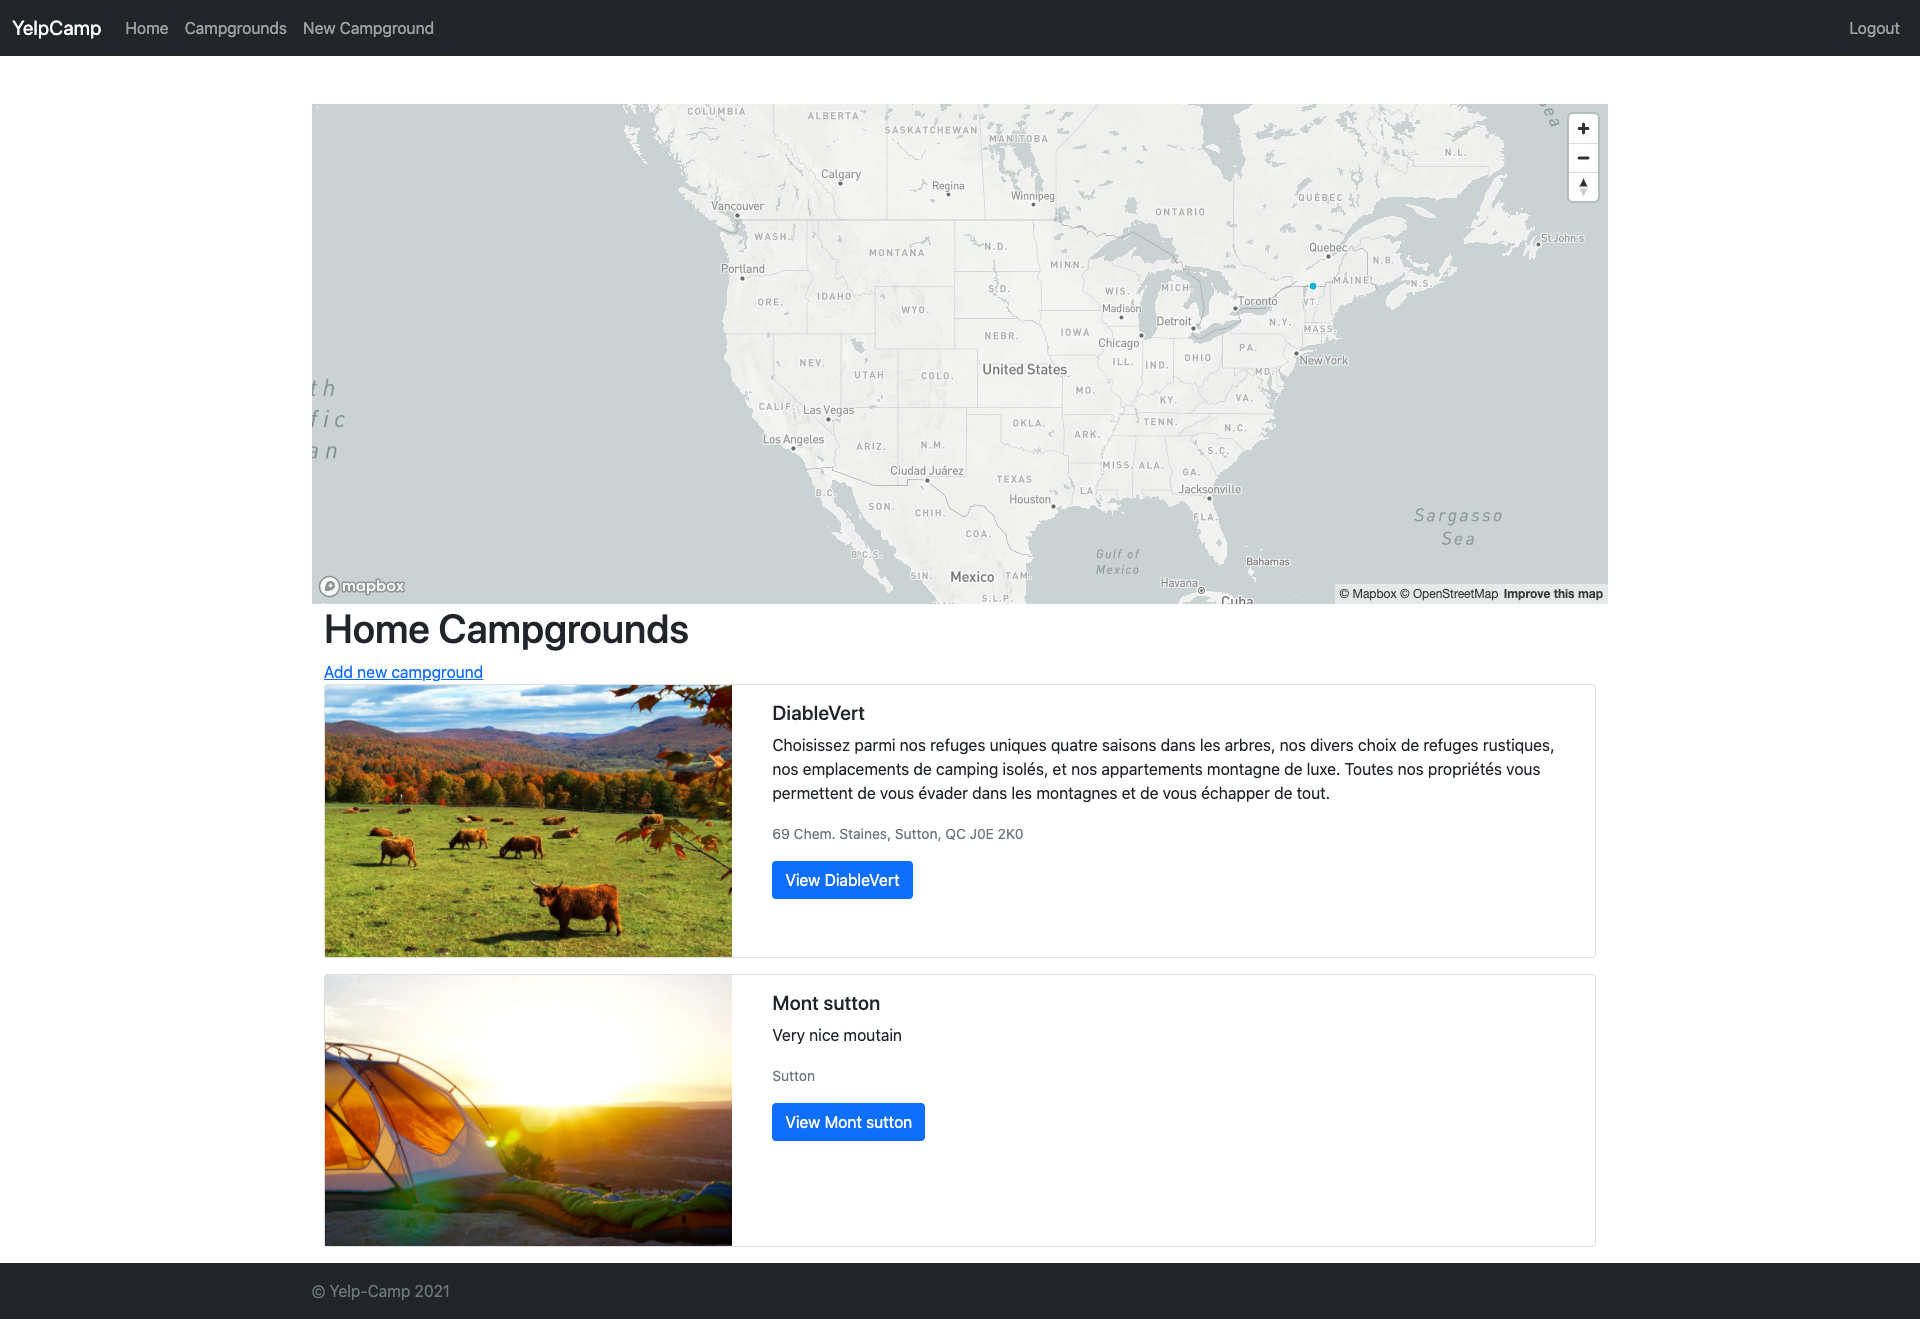 YelpCamp Home Campgrounds New Campground Logout
COLUMBIA
ALBERTA
SASKATCHEWAN
MANITOBA
N.L.
Calgary
Regina
Winnipeg
Vancouver
ONTARIO
QUÉBEC
WASH.
MONTANA
N.D.
MINN.
Quebec
N.B.
St John's
Portland
MAINE
N.S.
ORE.
IDAHO
WYO.
S.D.
WIS.
MICH.
Madison
Toronto
VT.
Detroit
N.Y.
MASS.
NEBR.
IOWA
Chicago
PA.
New York
NEV.
UTAH
COLO.
United States
ILL.
IND.
OHIO
MD.
th
fic
an
MO.
KY.
VA.
CALIF.
Las Vegas
OKLA.
ARK.
TENN.
N.C.
Los Angeles
ARIZ.
N.M.
MISS.
ALA.
GA.
S.C.
Ciudad Juárez
TEXAS
Houston
LA.
Jacksonville
B.C.
SON.
CHIH.
FLA.
COA.
Sargasso
Sea
B.C.S.
Gulf of
Mexico
Bahamas
SIN.
Mexico
TAM.
Havana
S.L.P.
Cuba
sea
mapbox
© Mapbox © OpenStreetMap Improve this map
Home Campgrounds
Add new campground
DiableVert
Choisissez parmi nos refuges uniques quatre saisons dans les arbres, nos divers choix de refuges rustiques,
nos emplacements de camping isolés, et nos appartements montagne de luxe. Toutes nos propriétés vous
permettent de vous évader dans les montagnes et de vous échapper de tout.
69 Chem. Staines, Sutton, QC J0E 2K0
View DiableVert
Mont sutton
Very nice moutain
Sutton
View Mont sutton
© Yelp-Camp 2021